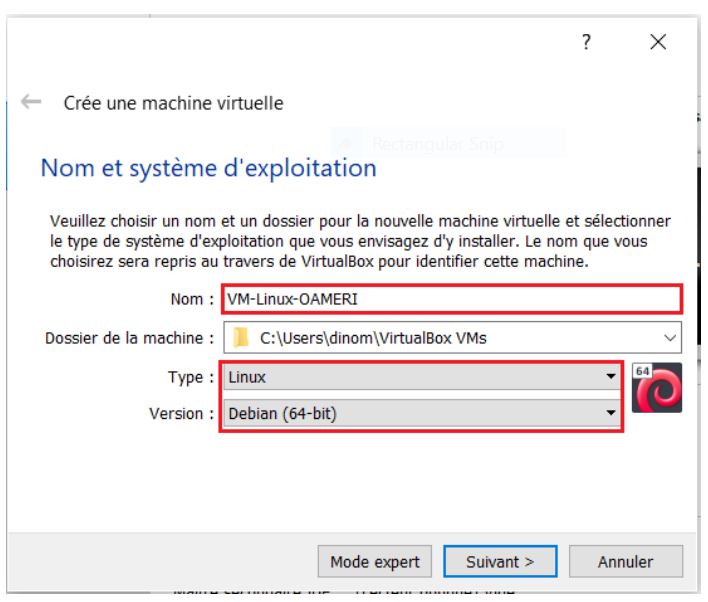 ?
Crée une machine virtuelle
Rectangular Snip
Nom et système d'exploitation
Veuillez choisir un nom et un dossier pour la nouvelle machine virtuelle et sélectionner
le type de système d'exploitation que vous envisagez d'y installer. Le nom que vous
choisirez sera repris au travers de VirtualBox pour identifier cette machine.
Nom : VM-Linux-OAMERI
Dossier de la machine : C:\Users\dinom\VirtualBox VMs
Type : Linux
64
Version : Debian (64-bit)
Mode expert Suivant > Annuler